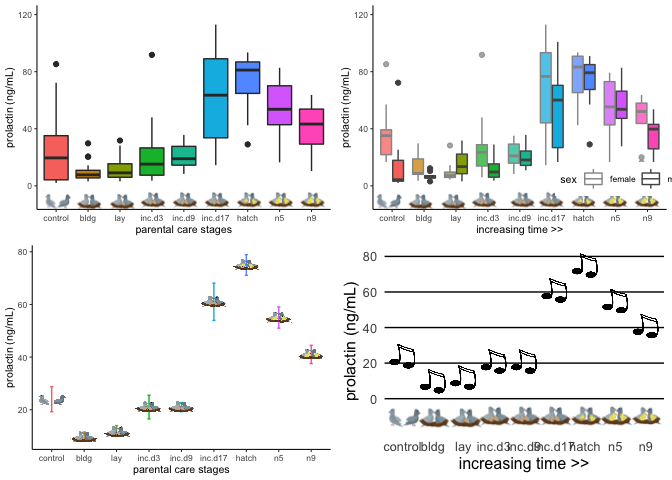 120
80
40
0
prolactin (ng/mL)
control bldg lay inc.d3 inc.d9 inc.d17 hatch n5 n9
parental care stages
120
80
40
0
prolactin (ng/mL)
sex female m
control bldg lay inc.d3 inc.d9 inc.d17 hatch n5 n9
increasing time >>
80
60
40
20
prolactin (ng/mL)
control bldg lay inc.d3 inc.d9 inc.d17 hatch n5 n9
parental care stages
80
60
40
20
0
prolactin (ng/mL)
control bldg lay inc.d3 inc.d9 inc.d17 hatch n5 n9
increasing time >>